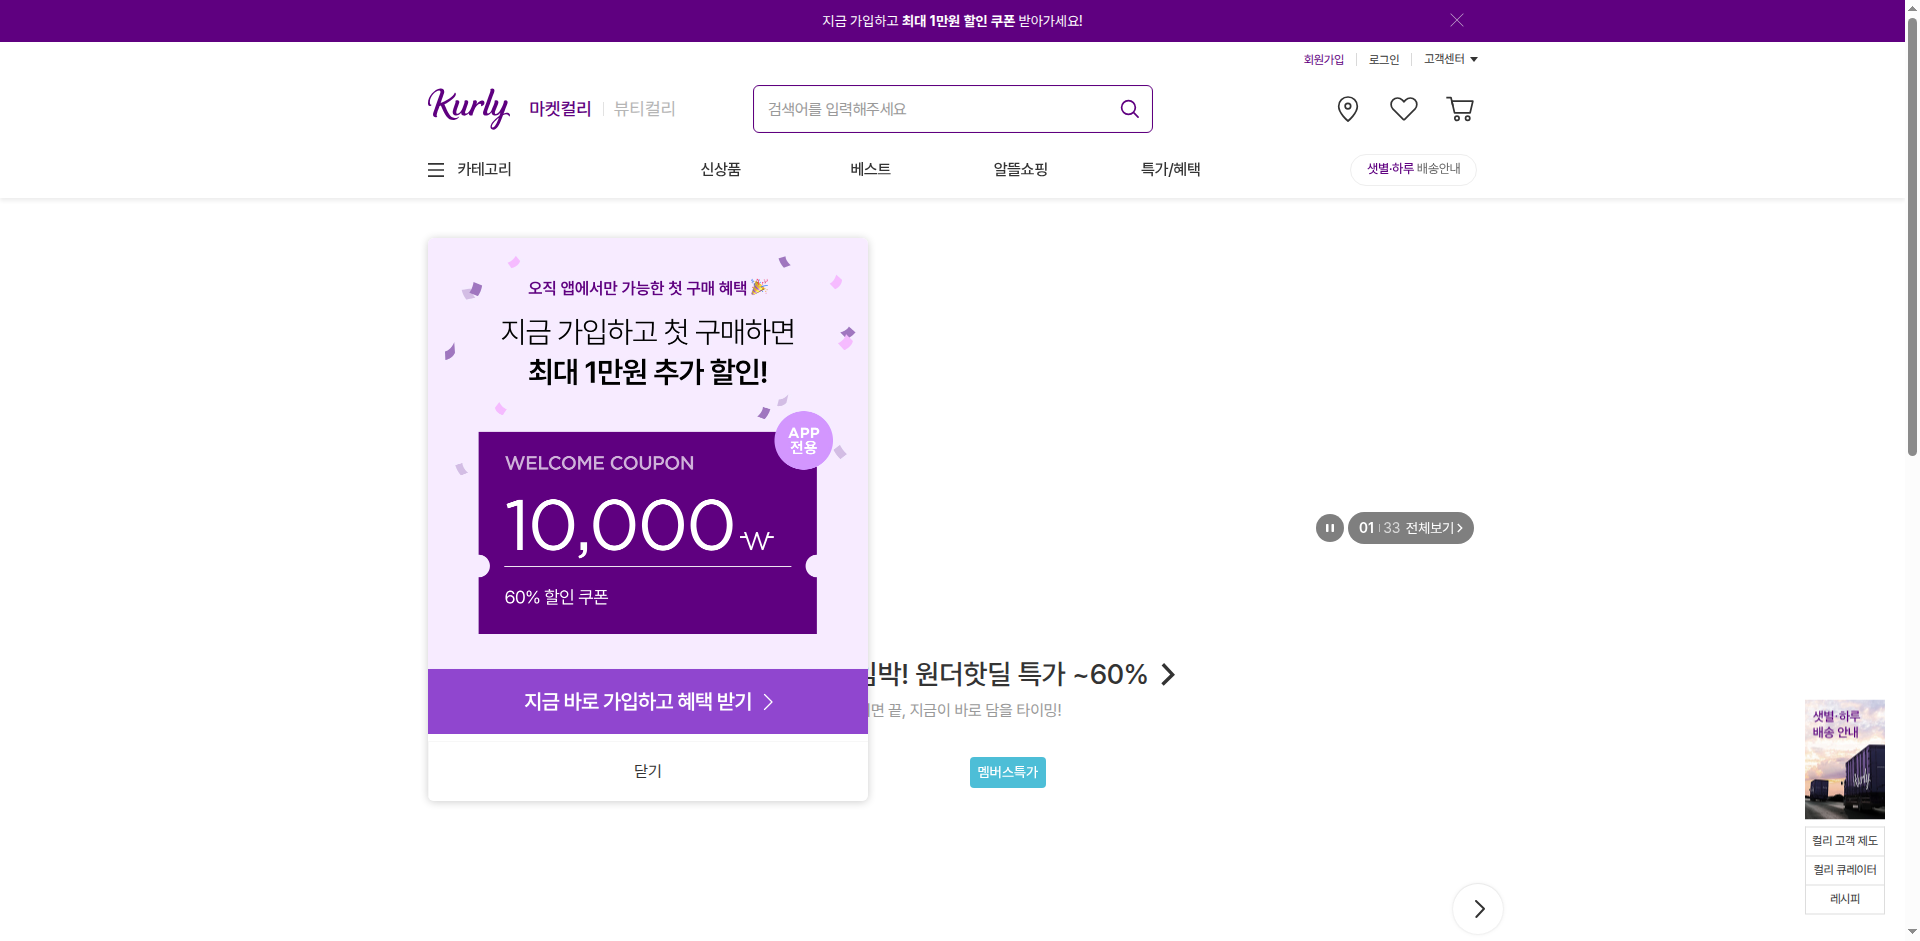 지금 가입하고 최대 1만원 할인 쿠폰 받아가세요!
회원가입 로그인 고객센터
Kurly 마켓컬리 뷰티컬리
검색어를 입력해주세요
카테고리 신상품 베스트 알뜰쇼핑 특가/혜택 샛별·하루 배송안내
오직 앱에서만 가능한 첫 구매 혜택
지금 가입하고 첫 구매하면
최대 1만원 추가 할인!
APP
전용
WELCOME COUPON
10,000₩
60% 할인 쿠폰
지금 바로 가입하고 혜택 받기
닫기
01 33 전체보기
원더핫딜 특가 ~60%
끝, 지금이 바로 담을 타이밍!
멤버스특가
샛별·하루
배송 안내
Kurly
컬리 고객 제도
컬리 큐레이터
레시피